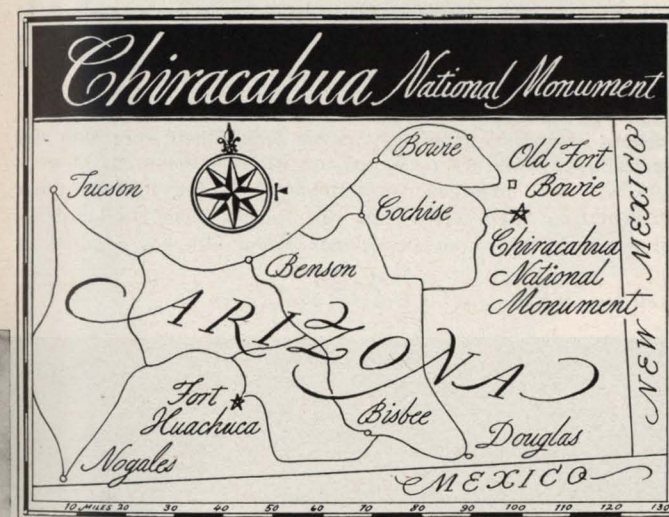 Chiracahua National Monument
Bowie
Old Fort
Bowie
Tucson
Cochise
Chiracahua
National
Monument
NEW MEXICO
Benson
ARIZONA
Fort
Huachuca
Bisbee
Douglas
Nogales
MEXICO
10 MILES 20 30 40 50 60 70 80 90 100 110 120 13